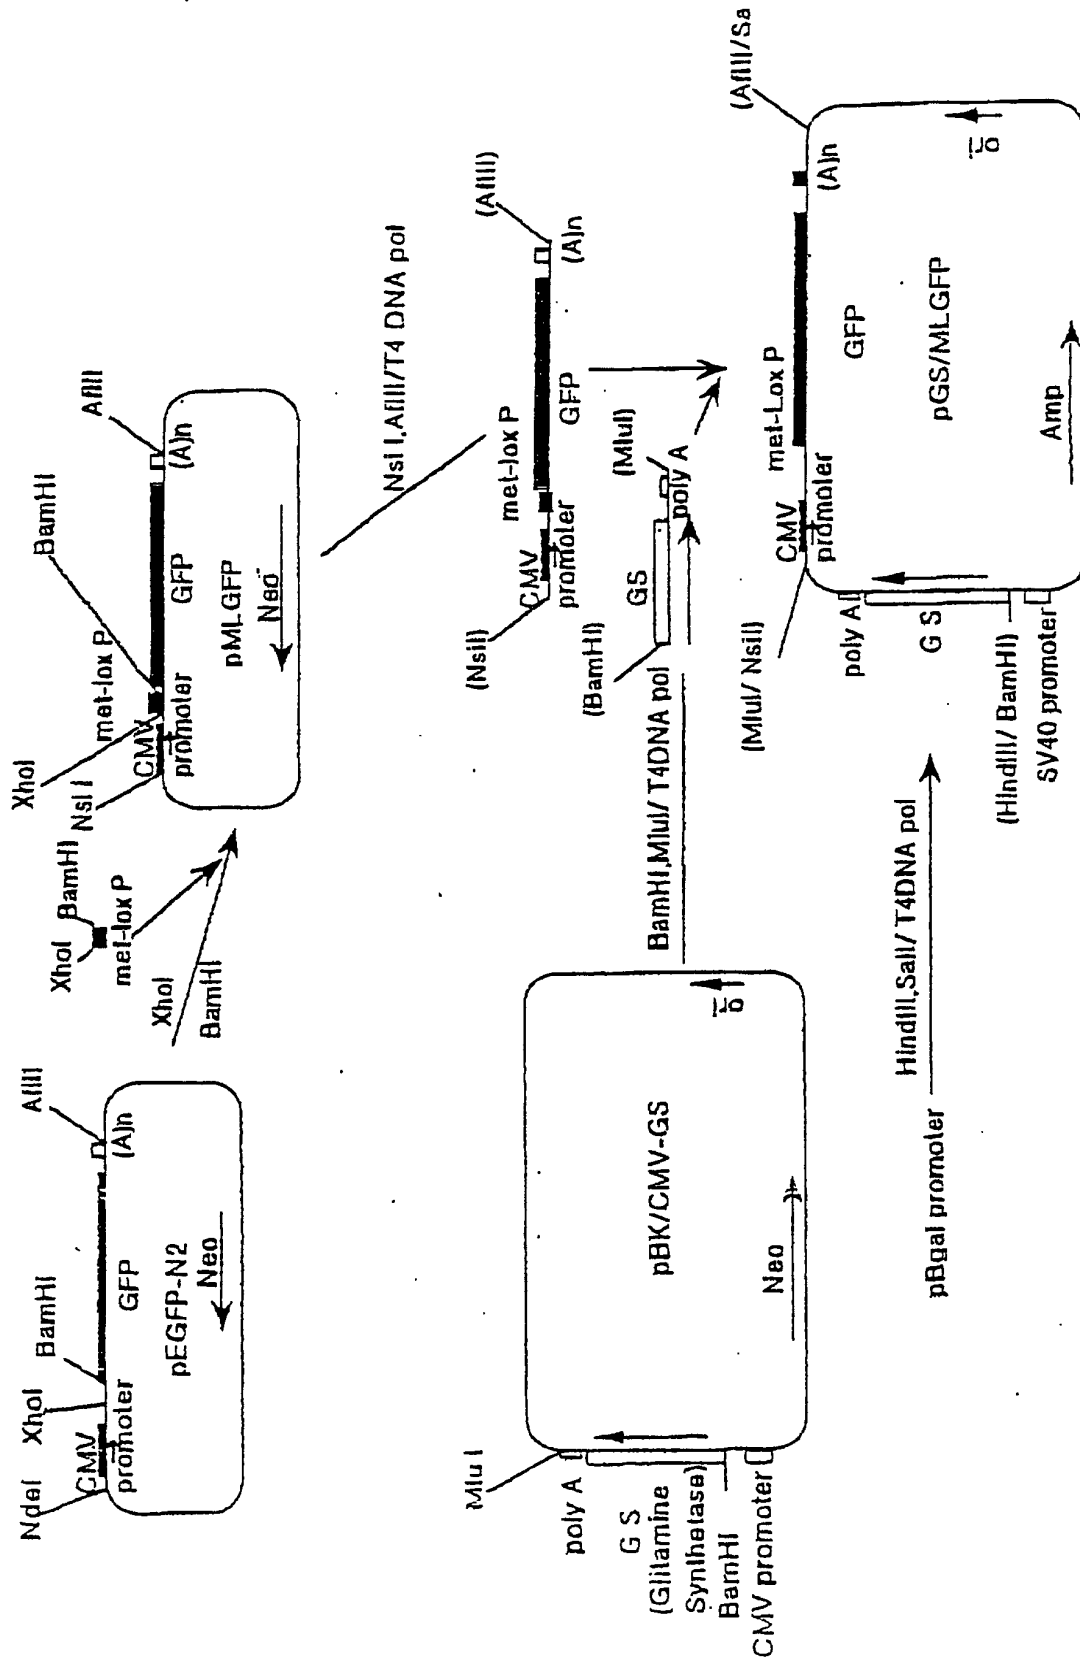 NdeI
XhoI
BamHI
AflII
CMV
promoter
GFP
(A)n
pEGFP-N2
Neo
XhoI
BamHI
met-lox P
XhoI
BamHI
XhoI
Nsi I
BamHI
AflII
CMV
promoter
met-lox P
GFP
(A)n
pMLGFP
Neo
Nsi I,AflII/T4 DNA pol
(NsiI)
CMV
promoter
met-lox P
GFP
(AflII)
(A)n
Mlu I
poly A
G S
(Glitamine
Synthetase)
BamHI
CMV promoter
pBK/CMV-GS
Neo
BamHI,MluI/ T4DNA pol
(BamHI)
GS
(MluI)
poly A
pBgal promoter
HindIII,SalI/ T4DNA pol
(MluI/ NsiI)
CMV
promoter
met-Lox P
GFP
(A)n
(AflII/Sa
poly A
G S
(HindIII/ BamHI)
SV40 promoter
pGS/MLGFP
Amp